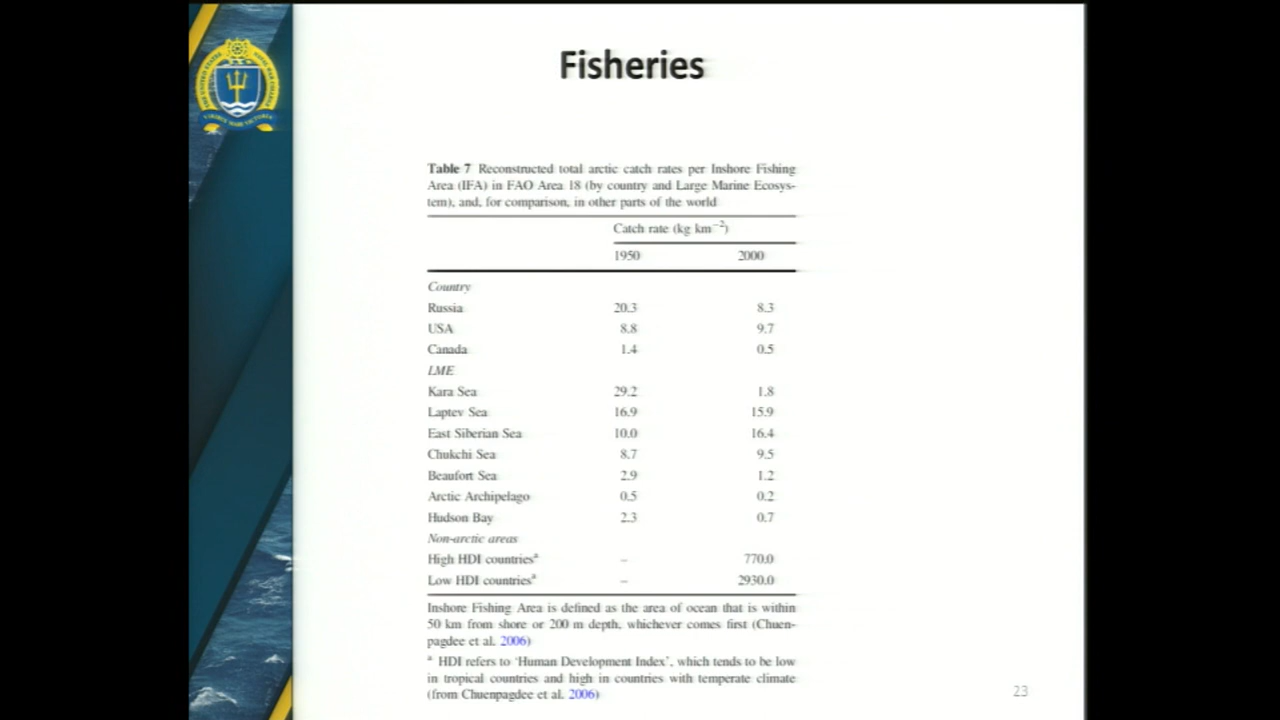 Fisheries
Table 7 Reconstructed total arctic catch rates per Inshore Fishing
Area (IFA) in FAO Area 18 (by country and Large Marine Ecosys-
tem), and, for comparison, in other parts of the world
Catch rate (kg km⁻²)
1950 2000
Country
Russia 20.3 8.3
USA 8.8 9.7
Canada 1.4 0.5
LME
Kara Sea 29.2 1.8
Laptev Sea 16.9 15.9
East Siberian Sea 10.0 16.4
Chukchi Sea 8.7 9.5
Beaufort Sea 2.9 1.2
Arctic Archipelago 0.5 0.2
Hudson Bay 2.3 0.7
Non-arctic areas
High HDI countriesᵃ – 770.0
Low HDI countriesᵃ – 2930.0
Inshore Fishing Area is defined as the area of ocean that is within
50 km from shore or 200 m depth, whichever comes first (Chuen-
pagdee et al. 2006)
ᵃ HDI refers to 'Human Development Index', which tends to be low
in tropical countries and high in countries with temperate climate
(from Chuenpagdee et al. 2006)
23